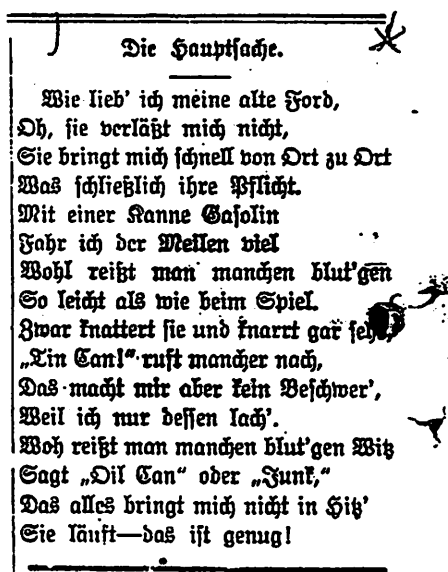 Die Hauptsache.
Wie lieb' ich meine alte Ford,
Oh, sie verläßt mich nicht,
Sie bringt mich schnell von Ort zu Ort
Was schließlich ihre Pflicht.
Mit einer Kanne Gasolin
Fahr ich der Meilen viel
Wohl reißt man manchen blut'gen
So leicht als wie beim Spiel.
Zwar knattert sie und knarrt gar
„Tin Can!“ ruft mancher nach,
Das macht mir aber kein Beschwer',
Weil ich nur dessen lach'.
Woh reißt man manchen blut'gen Witz
Sagt „Oil Can“ oder „Junk,“
Das alles bringt mich nicht in Hitz'
Sie läuft—das ist genug!